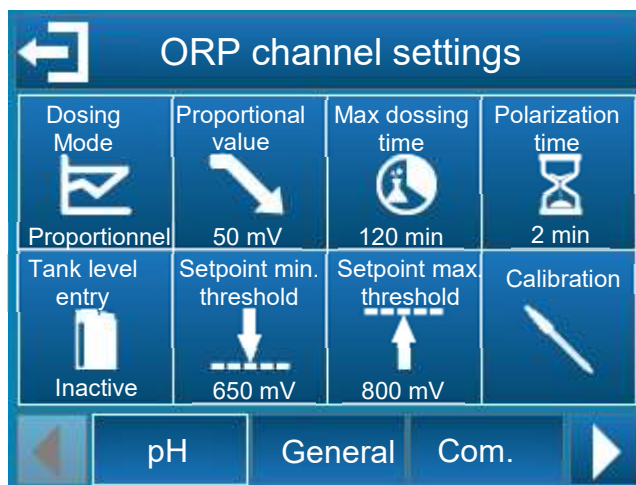 ORP channel settings
Dosing
Mode
Proportionnel
Proportional
value
50 mV
Max dossing
time
120 min
Polarization
time
2 min
Tank level
entry
Inactive
Setpoint min.
threshold
650 mV
Setpoint max.
threshold
800 mV
Calibration
pH
General
Com.